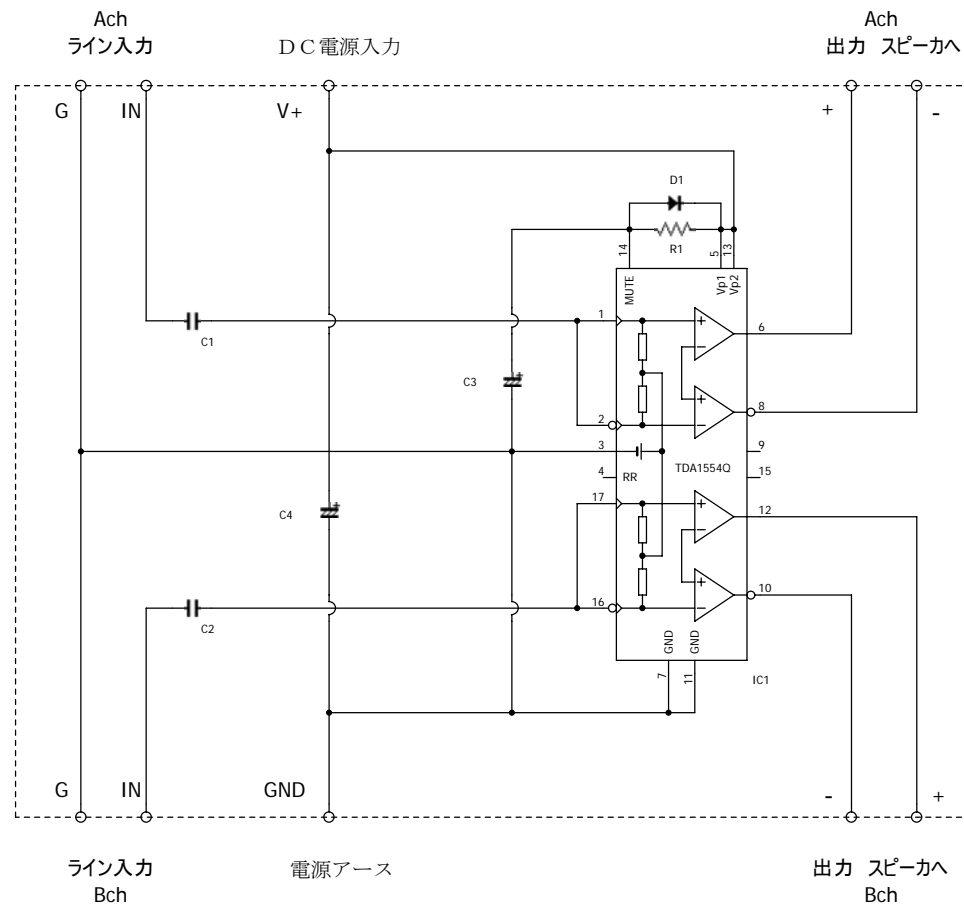 Ach
ライン入力
ＤＣ電源入力
Ach
出力 スピーカへ
G
IN
V+
+
-
D1
R1
14
5
13
MUTE
Vp1
Vp2
1
6
C1
C3
+
2
8
3
9
4
RR
TDA1554Q
15
17
12
C4
+
16
10
C2
GND
GND
7
11
IC1
G
IN
GND
-
+
ライン入力
Bch
電源アース
出力 スピーカへ
Bch